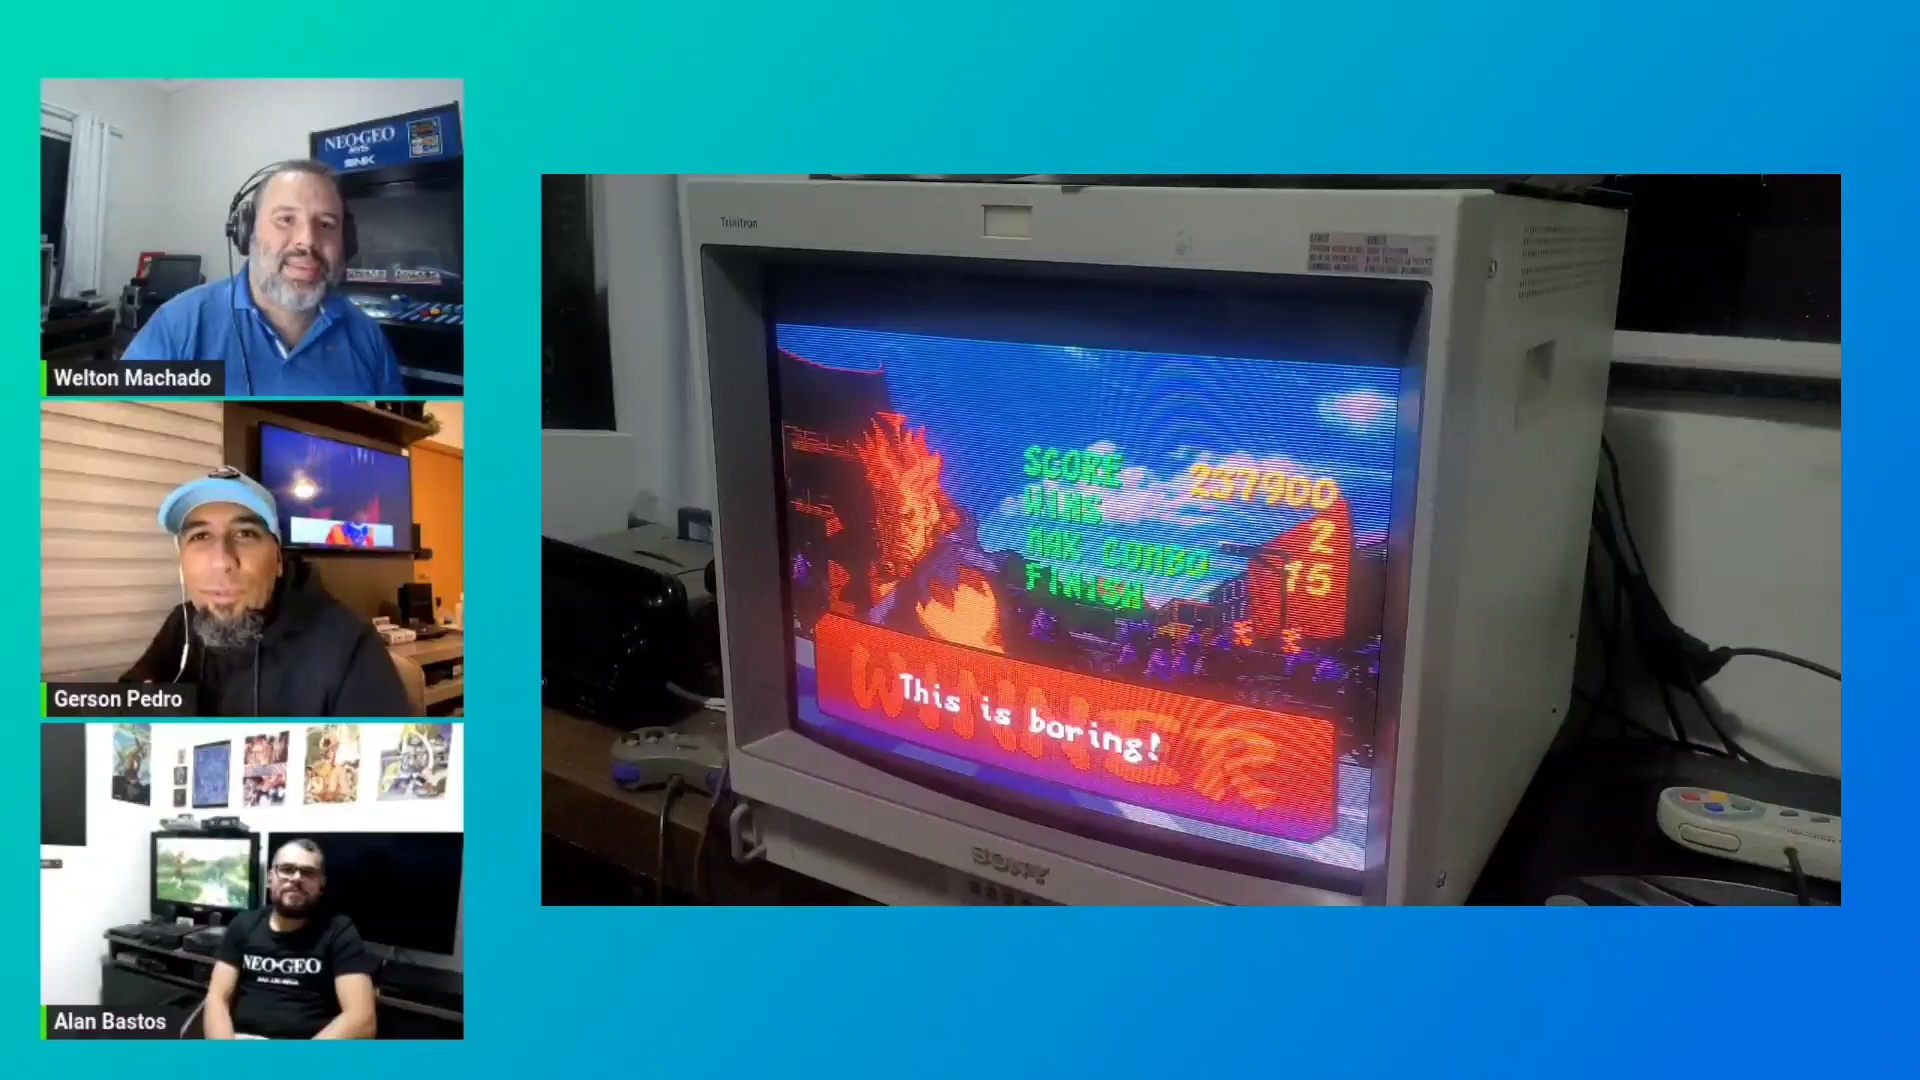 NEO·GEO
SNK
Welton Machado
Gerson Pedro
NEO·GEO
Alan Bastos
Trinitron
SCORE 237900
WINS 2
MAX COMBO 15
FINISH
WINNER
This is boring!
SONY